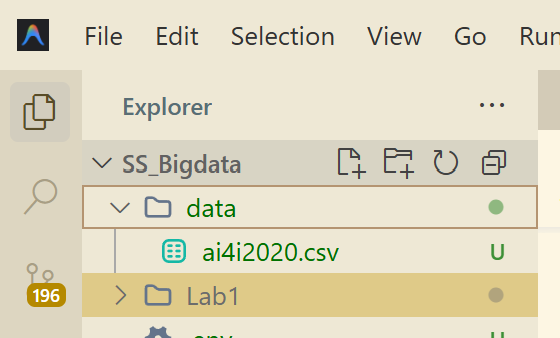 File Edit Selection View Go Run
Explorer ...
SS_Bigdata
data
ai4i2020.csv U
196
Lab1